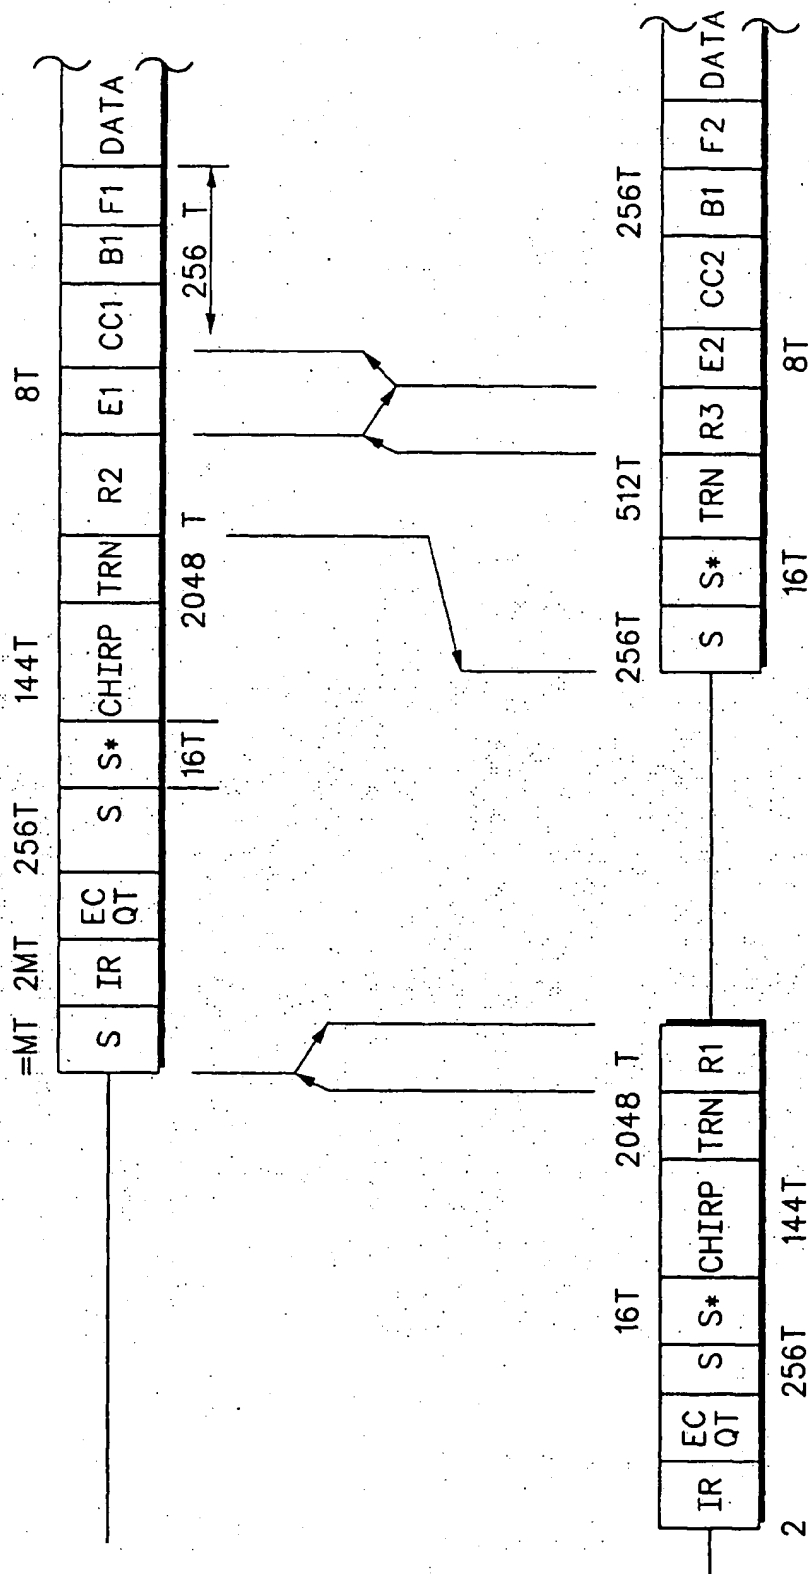 =MT 2MT 256T 144T 8T
S IR EC QT S S* CHIRP TRN R2 E1 CC1 B1 F1 DATA
16T 2048 T 256 T
16T 2048 T 256T 512T 256T
IR EC QT S S* CHIRP TRN R1 S S* TRN R3 E2 CC2 B1 F2 DATA
2 256T 144T 16T 8T